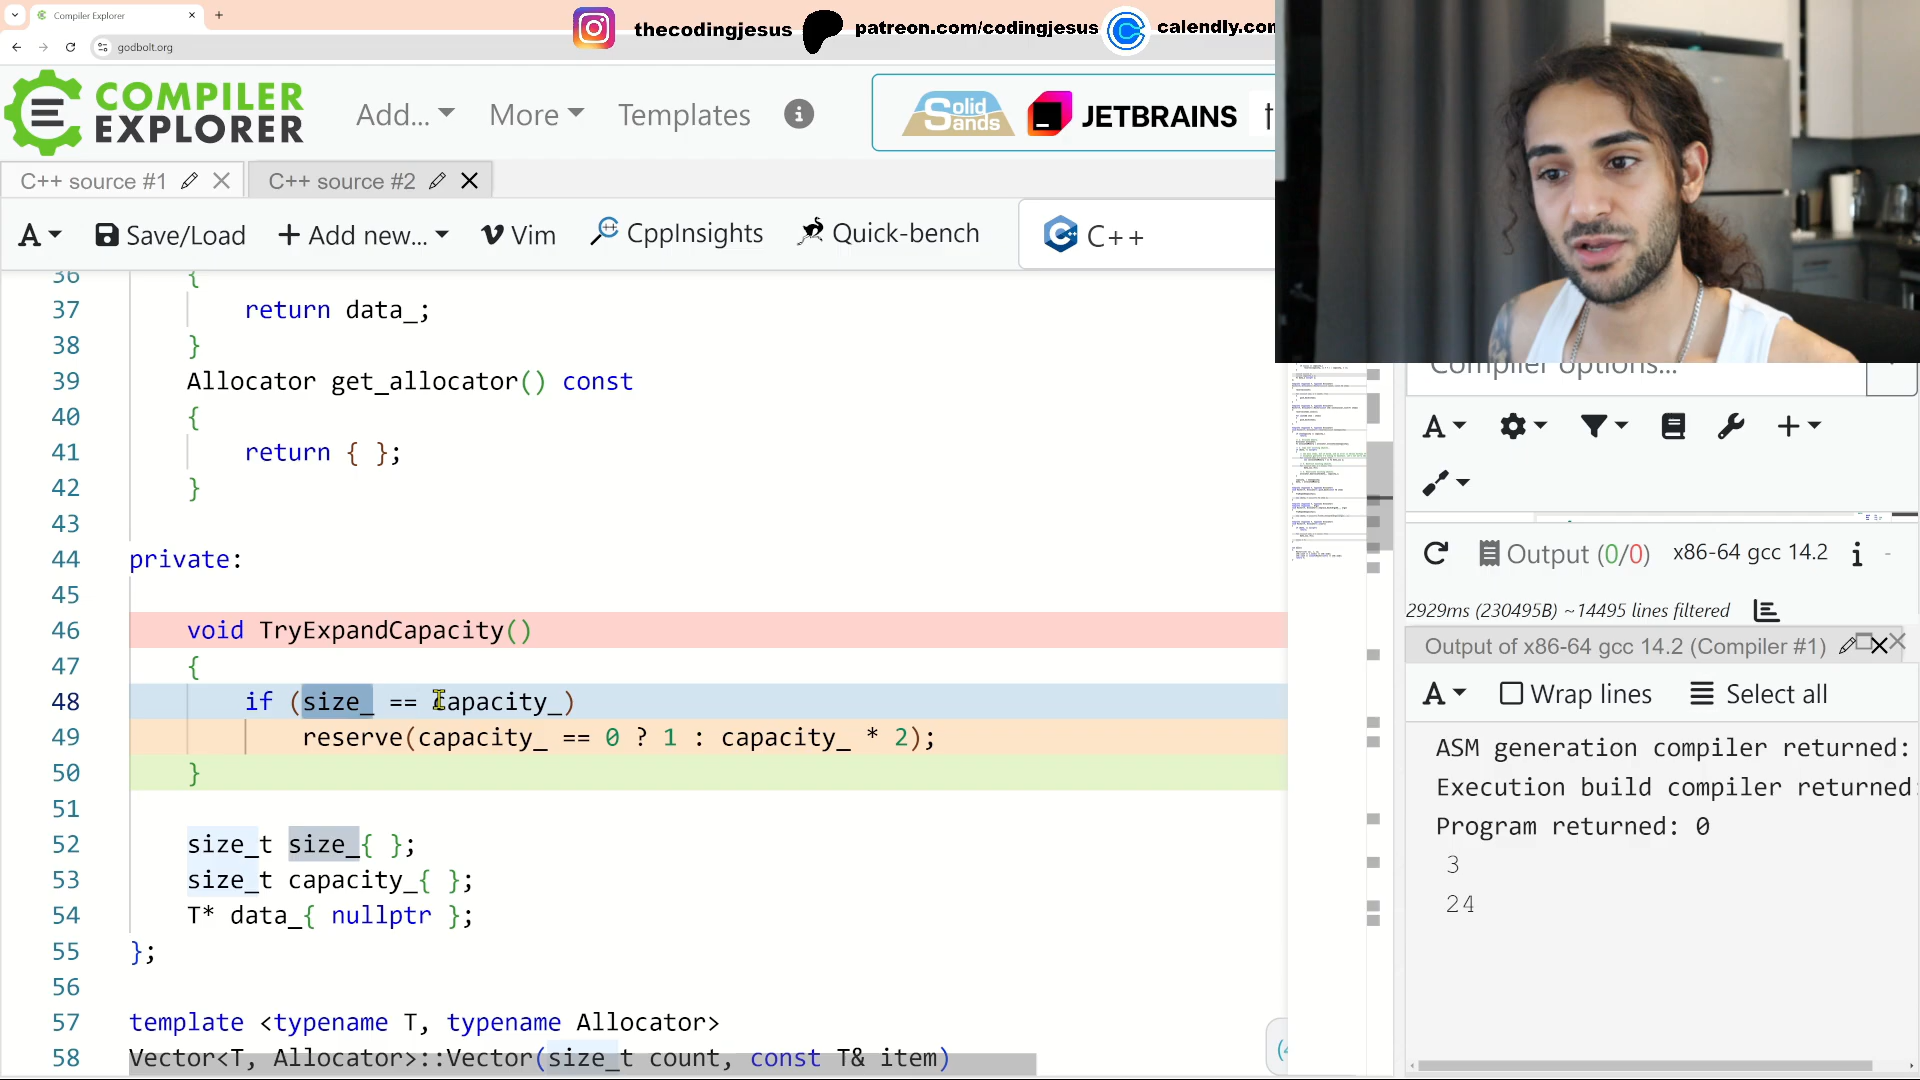 Compiler Explorer
godbolt.org
thecodingjesus
patreon.com/codingjesus
COMPILER EXPLORER
Add...
More
Templates
Solid Sands
JETBRAINS
C++ source #1
C++ source #2
A
Save/Load
+ Add new...
Vim
CppInsights
Quick-bench
C++
36 {
37 return data_;
38 }
39 Allocator get_allocator() const
40 {
41 return { };
42 }
43
44 private:
45
46 void TryExpandCapacity()
47 {
48 if (size_ == capacity_)
49 reserve(capacity_ == 0 ? 1 : capacity_ * 2);
50 }
51
52 size_t size_{ };
53 size_t capacity_{ };
54 T* data_{ nullptr };
55 };
56
57 template <typename T, typename Allocator>
58 Vector<T, Allocator>::Vector(size_t count, const T& item)
Compiler options...
A
Output (0/0) x86-64 gcc 14.2
2929ms (230495B) ~14495 lines filtered
Output of x86-64 gcc 14.2 (Compiler #1)
A
Wrap lines
Select all
ASM generation compiler returned:
Execution build compiler returned:
Program returned: 0
3
24